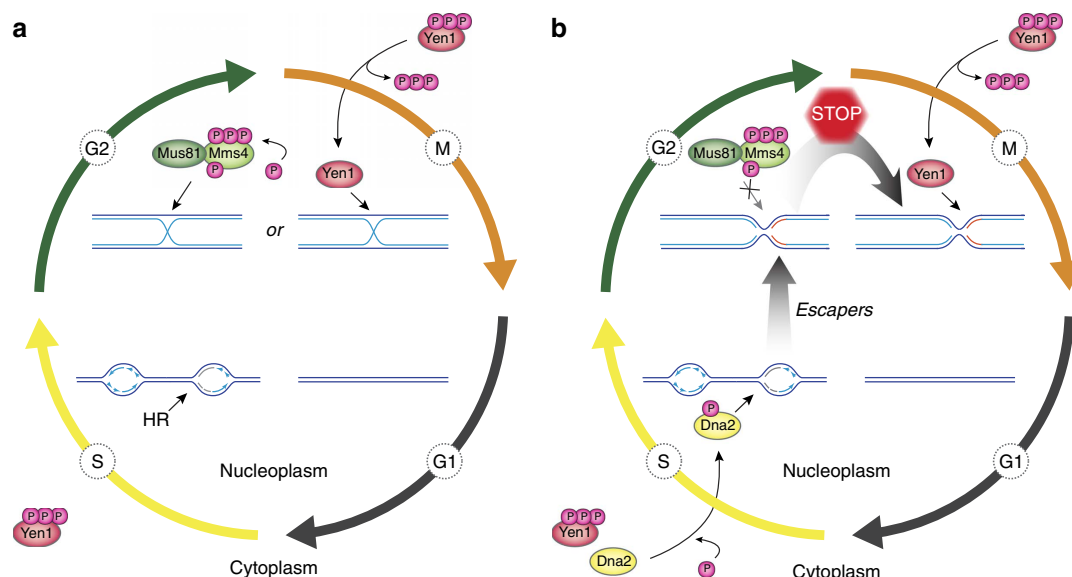 a
P P P
Yen1
P P P
G2
Mus81 Mms4
P P P
P
P
Yen1
M
or
HR
S
Nucleoplasm
G1
P P P
Yen1
Cytoplasm
b
P P P
Yen1
P P P
STOP
G2
Mus81 Mms4
P P P
P
Yen1
M
Escapers
P
Dna2
S
Nucleoplasm
G1
P P P
Yen1
Dna2
P
Cytoplasm